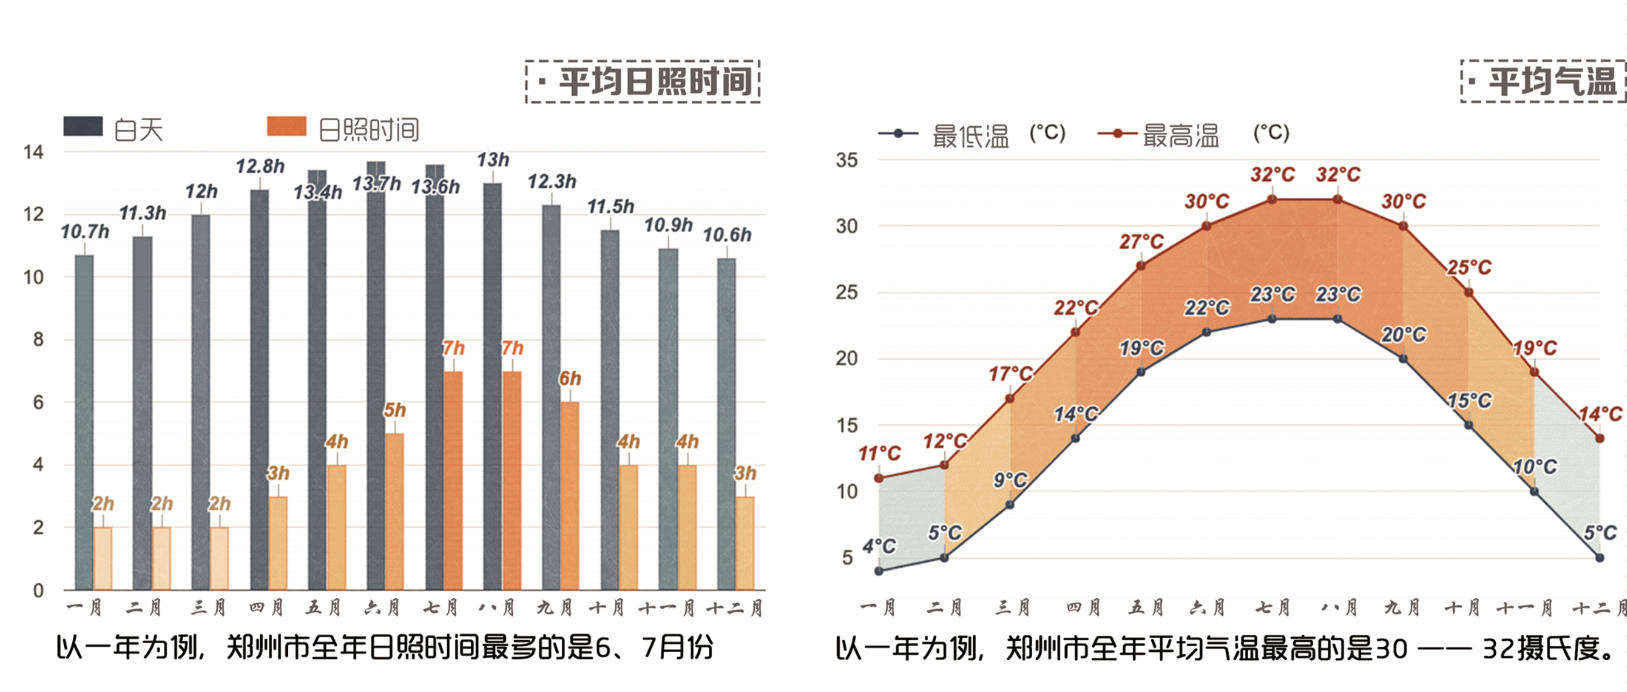 · 平均日照时间
白天 日照时间
14
12
10
8
6
4
2
0
10.7h 11.3h 12h 12.8h 13.4h 13.7h 13.6h 13h 12.3h 11.5h 10.9h 10.6h
2h 2h 2h 3h 4h 5h 7h 7h 6h 4h 4h 3h
一月 二月 三月 四月 五月 六月 七月 八月 九月 十月 十一月 十二月
以一年为例，郑州市全年日照时间最多的是6、7月份
· 平均气温
最低温 (°C) 最高温 (°C)
35
30
25
20
15
10
5
11°C 12°C 17°C 22°C 27°C 30°C 32°C 32°C 30°C 25°C 19°C 14°C
4°C 5°C 9°C 14°C 19°C 22°C 23°C 23°C 20°C 15°C 10°C 5°C
一月 二月 三月 四月 五月 六月 七月 八月 九月 十月 十一月 十二月
以一年为例，郑州市全年平均气温最高的是30 —— 32摄氏度。